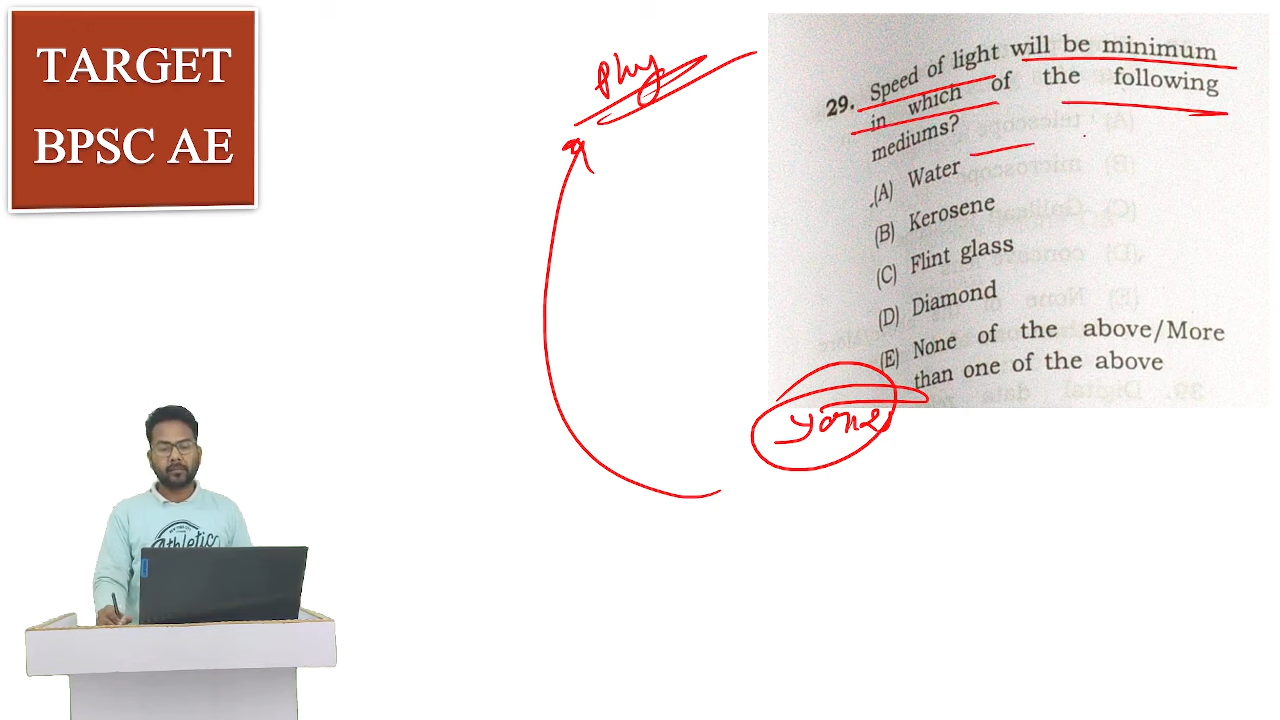 TARGET
BPSC AE
Phy
29. Speed of light will be minimum
in which of the following
mediums?
(A) Water
(B) Kerosene
(C) Flint glass
(D) Diamond
(E) None of the above/More
than one of the above
Athletic